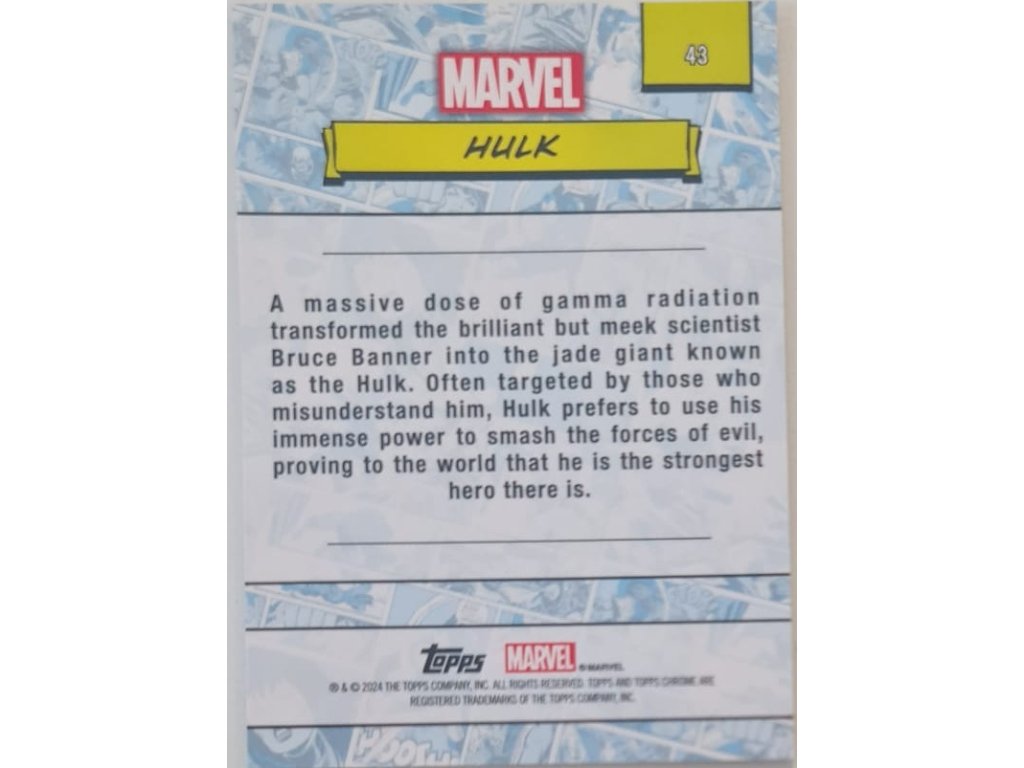 43
MARVEL
HULK
A massive dose of gamma radiation
transformed the brilliant but meek scientist
Bruce Banner into the jade giant known
as the Hulk. Often targeted by those who
misunderstand him, Hulk prefers to use his
immense power to smash the forces of evil,
proving to the world that he is the strongest
hero there is.
Topps MARVEL © MARVEL
® & © 2024 THE TOPPS COMPANY, INC. ALL RIGHTS RESERVED. TOPPS AND TOPPS CHROME ARE
REGISTERED TRADEMARKS OF THE TOPPS COMPANY, INC.